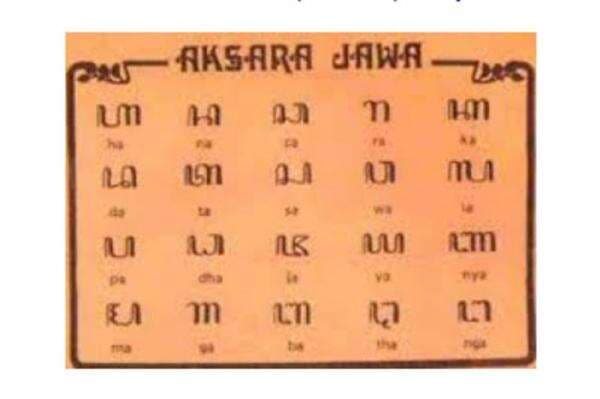 AKSARA JAWA
ꦲ ꦤ ꦕ ꦫ ꦏ
ha na ca ra ka
ꦢ ꦠ ꦱ ꦮ ꦭ
da ta sa wa la
ꦥ ꦝ ꦗ ꦪ ꦚ
pa dha ja ya nya
ꦩ ꦒ ꦧ ꦛ ꦔ
ma ga ba tha nga